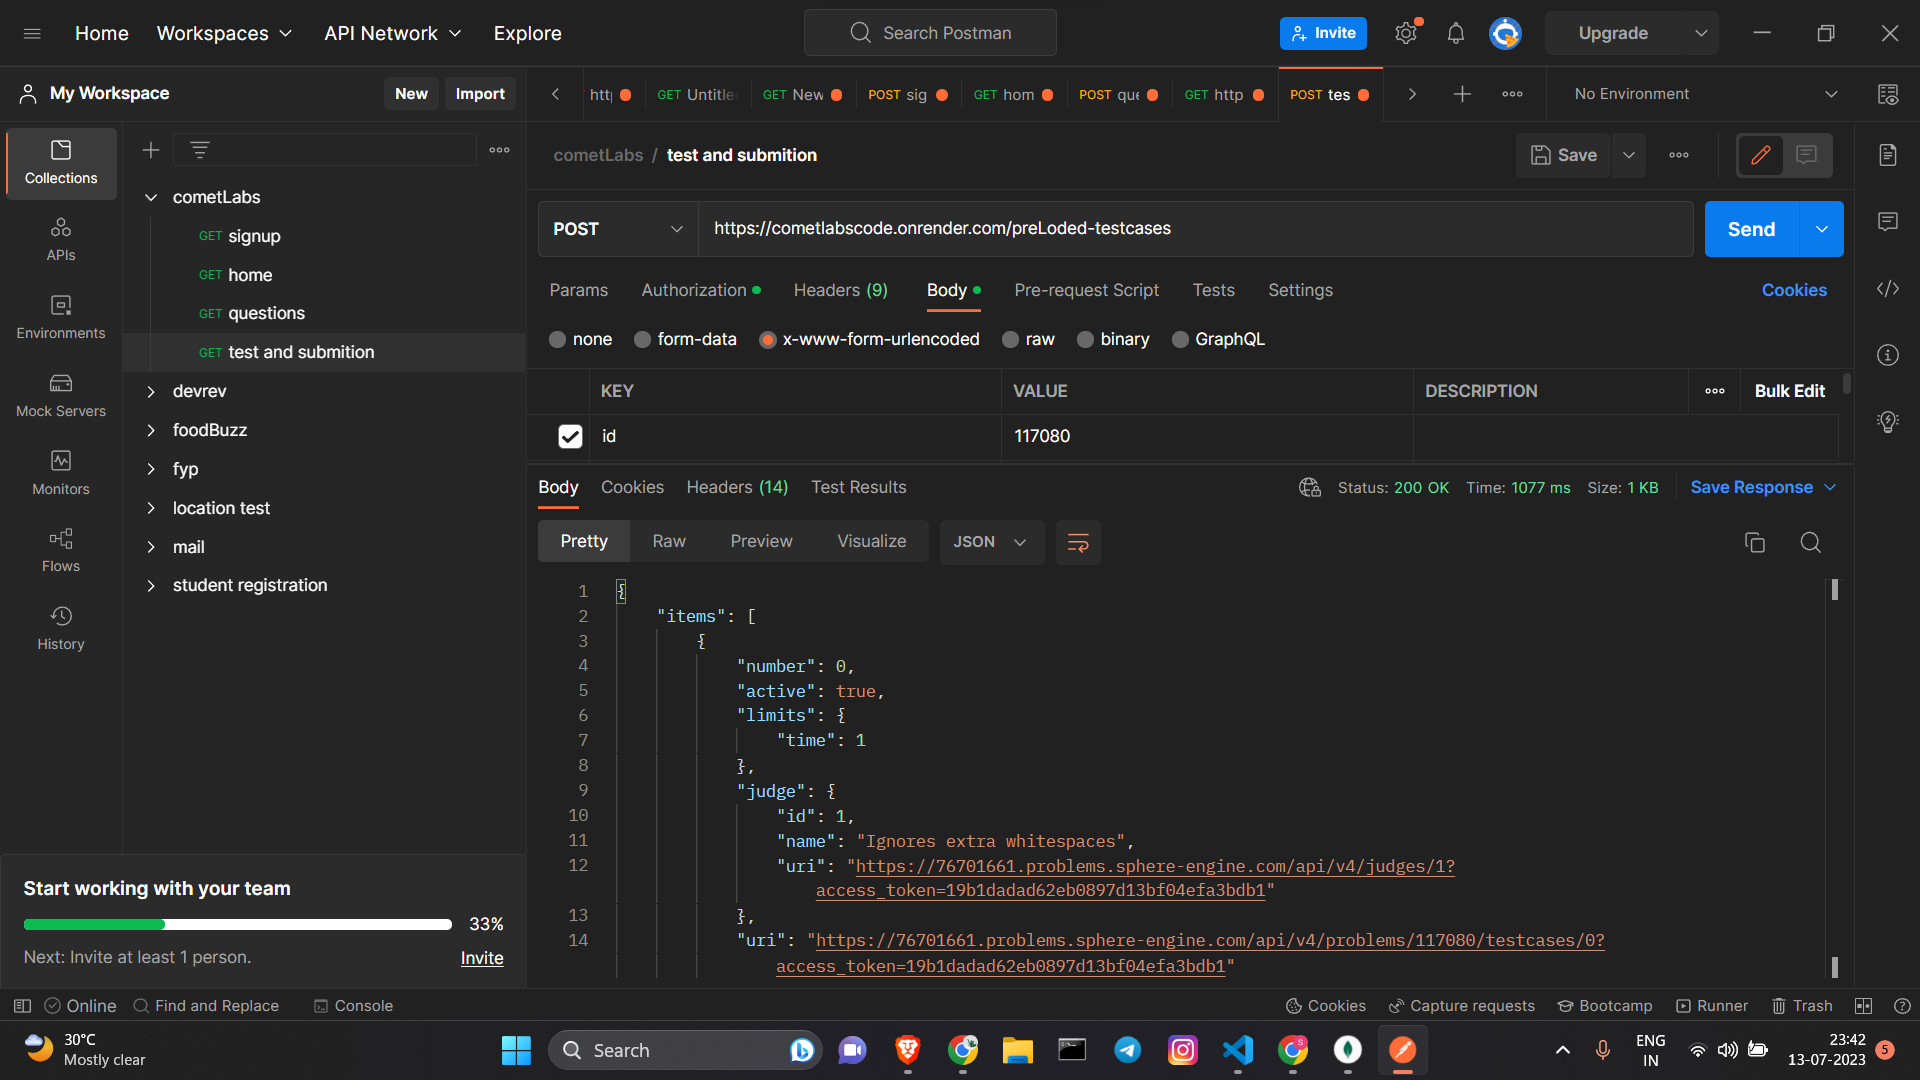 Home
Workspaces
API Network
Explore
Search Postman
Invite
Upgrade
My Workspace
New
Import
GET Untitle
GET New
POST sig
GET hom
POST que
GET http
POST tes
No Environment
Collections
APIs
Environments
Mock Servers
Monitors
Flows
History
cometLabs
GET signup
GET home
GET questions
GET test and submition
devrev
foodBuzz
fyp
location test
mail
student registration
Start working with your team
33%
Next: Invite at least 1 person.
Invite
cometLabs / test and submition
Save
POST
https://cometlabscode.onrender.com/preLoded-testcases
Send
Params
Authorization
Headers (9)
Body
Pre-request Script
Tests
Settings
Cookies
none
form-data
x-www-form-urlencoded
raw
binary
GraphQL
KEY
VALUE
DESCRIPTION
Bulk Edit
id
117080
Body
Cookies
Headers (14)
Test Results
Status: 200 OK
Time: 1077 ms
Size: 1 KB
Save Response
Pretty
Raw
Preview
Visualize
JSON
1 {
2 "items": [
3 {
4 "number": 0,
5 "active": true,
6 "limits": {
7 "time": 1
8 },
9 "judge": {
10 "id": 1,
11 "name": "Ignores extra whitespaces",
12 "uri": "https://76701661.problems.sphere-engine.com/api/v4/judges/1?
access_token=19b1dadad62eb0897d13bf04efa3bdb1"
13 },
14 "uri": "https://76701661.problems.sphere-engine.com/api/v4/problems/117080/testcases/0?
access_token=19b1dadad62eb0897d13bf04efa3bdb1"
Online
Find and Replace
Console
Cookies
Capture requests
Bootcamp
Runner
Trash
30°C
Mostly clear
Search
ENG
IN
23:42
13-07-2023
5